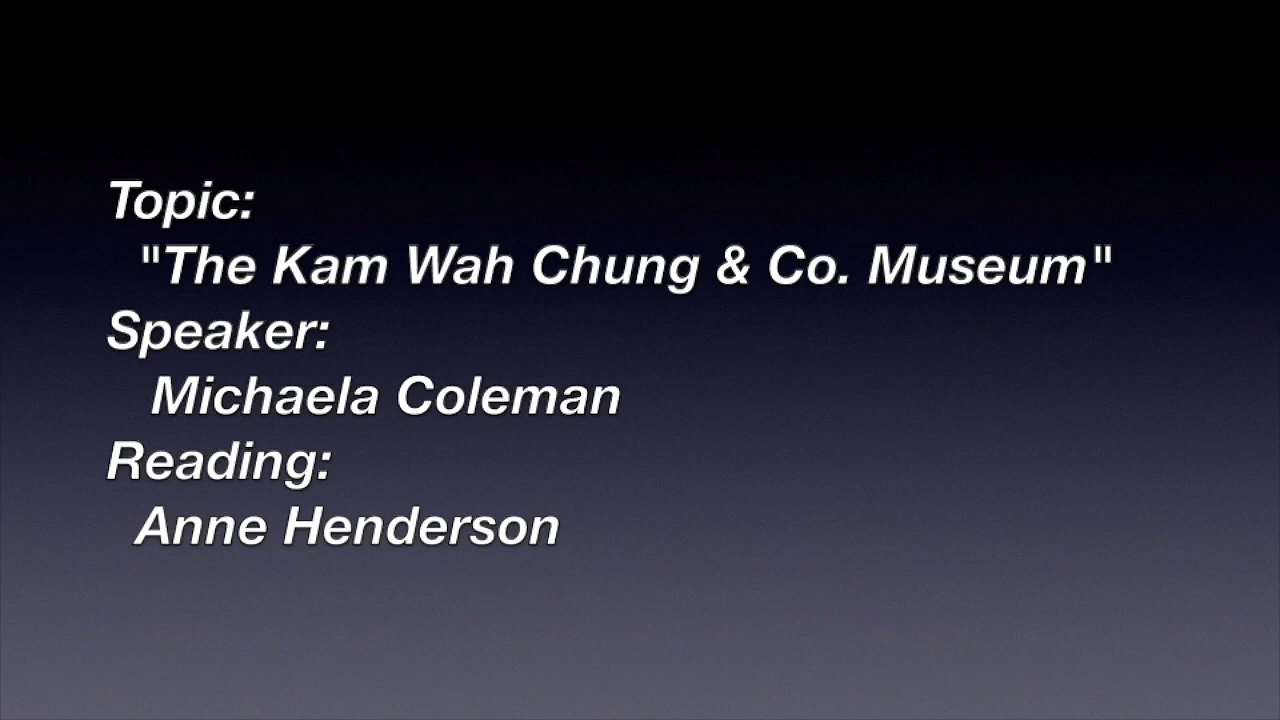 Topic:
"The Kam Wah Chung & Co. Museum"
Speaker:
Michaela Coleman
Reading:
Anne Henderson